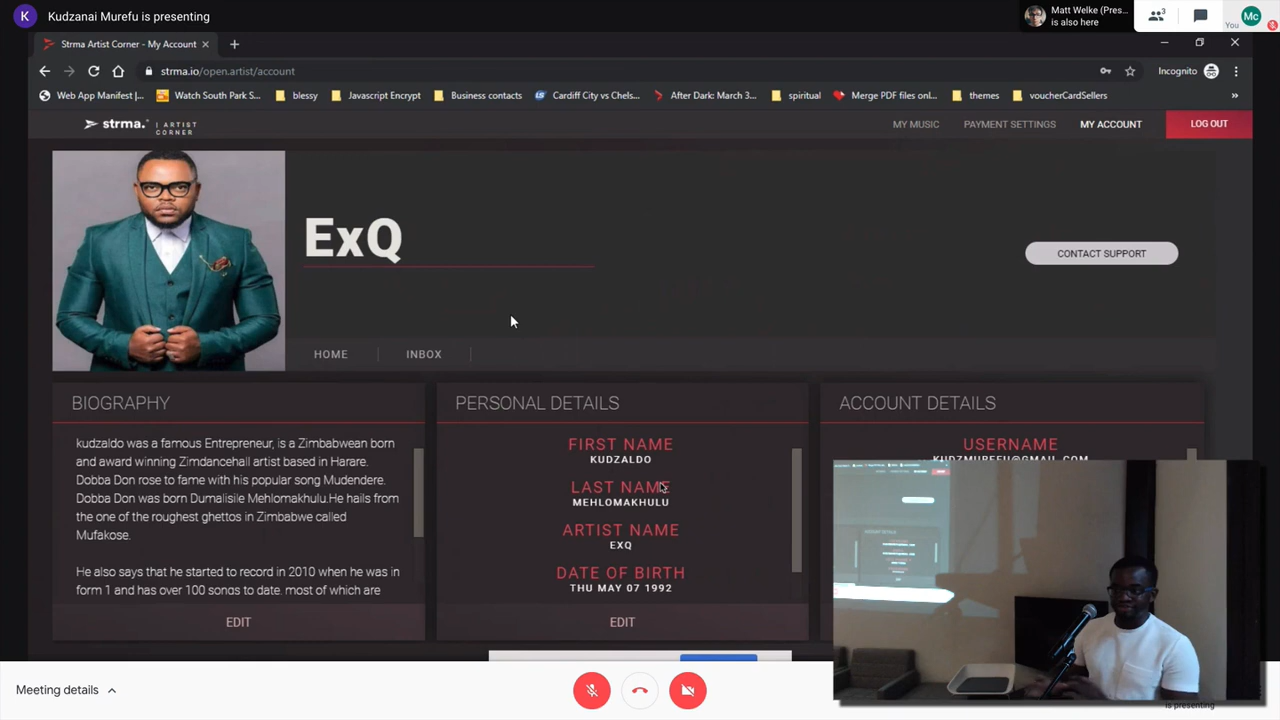 K Kudzanai Murefu is presenting
Matt Welke (Pres...
is also here
3
You
Mc
Strma Artist Corner - My Account
strma.io/open.artist/account
Incognito
Web App Manifest |...
Watch South Park S...
blessy
Javascript Encrypt
Business contacts
Cardiff City vs Chels...
After Dark: March 3...
spiritual
Merge PDF files onl...
themes
voucherCardSellers
»
strma. | ARTIST CORNER
MY MUSIC
PAYMENT SETTINGS
MY ACCOUNT
LOG OUT
ExQ
CONTACT SUPPORT
HOME
INBOX
BIOGRAPHY
kudzaldo was a famous Entrepreneur, is a Zimbabwean born
and award winning Zimdancehall artist based in Harare.
Dobba Don rose to fame with his popular song Mudendere.
Dobba Don was born Dumalisile Mehlomakhulu.He hails from
the one of the roughest ghettos in Zimbabwe called
Mufakose.
He also says that he started to record in 2010 when he was in
form 1 and has over 100 songs to date, most of which are
EDIT
PERSONAL DETAILS
FIRST NAME
KUDZALDO
LAST NAME
MEHLOMAKHULU
ARTIST NAME
EXQ
DATE OF BIRTH
THU MAY 07 1992
EDIT
ACCOUNT DETAILS
USERNAME
KUDZMUREFU@GMAIL.COM
Meeting details
is presenting